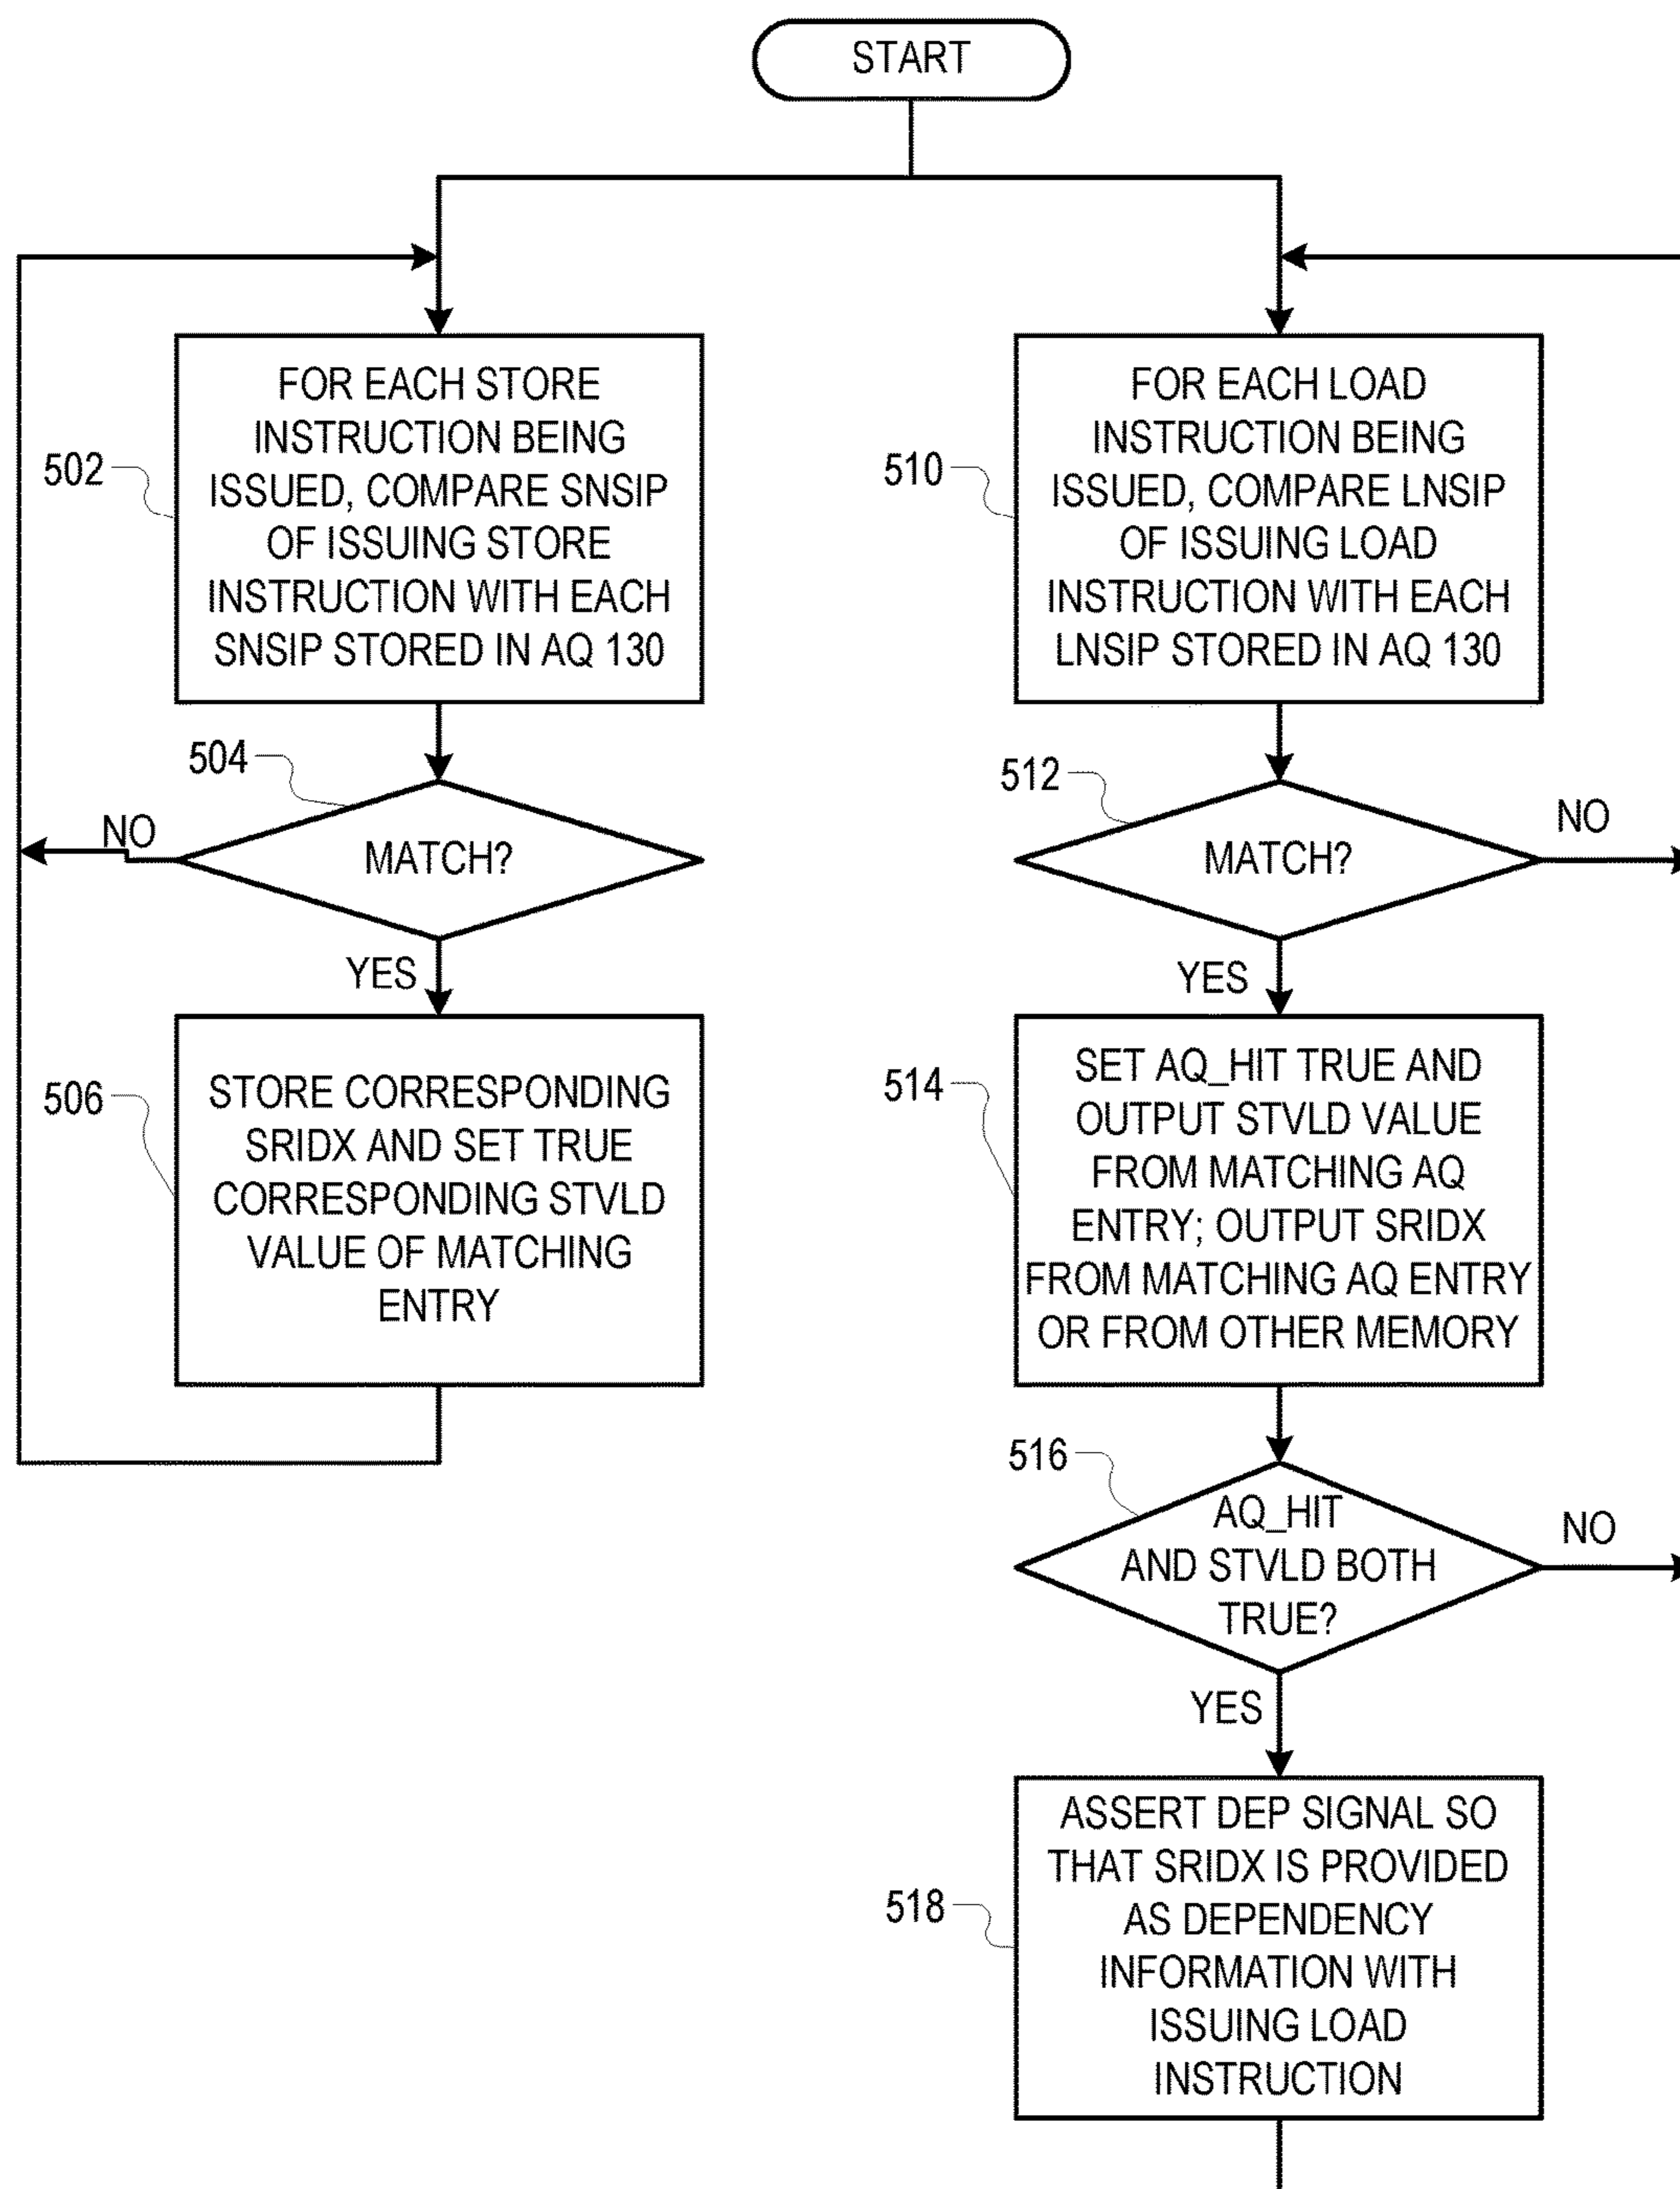 START
502
FOR EACH STORE
INSTRUCTION BEING
ISSUED, COMPARE SNSIP
OF ISSUING STORE
INSTRUCTION WITH EACH
SNSIP STORED IN AQ 130
504
MATCH?
NO
YES
506
STORE CORRESPONDING
SRIDX AND SET TRUE
CORRESPONDING STVLD
VALUE OF MATCHING
ENTRY
510
FOR EACH LOAD
INSTRUCTION BEING
ISSUED, COMPARE LNSIP
OF ISSUING LOAD
INSTRUCTION WITH EACH
LNSIP STORED IN AQ 130
512
MATCH?
NO
YES
514
SET AQ_HIT TRUE AND
OUTPUT STVLD VALUE
FROM MATCHING AQ
ENTRY; OUTPUT SRIDX
FROM MATCHING AQ ENTRY
OR FROM OTHER MEMORY
516
AQ_HIT
AND STVLD BOTH
TRUE?
NO
YES
518
ASSERT DEP SIGNAL SO
THAT SRIDX IS PROVIDED
AS DEPENDENCY
INFORMATION WITH
ISSUING LOAD
INSTRUCTION